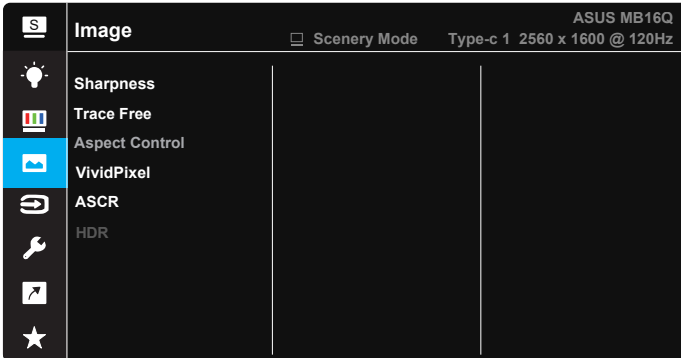 S
Image
ASUS MB16Q
Scenery Mode Type-c 1 2560 x 1600 @ 120Hz
Sharpness
Trace Free
Aspect Control
VividPixel
ASCR
HDR